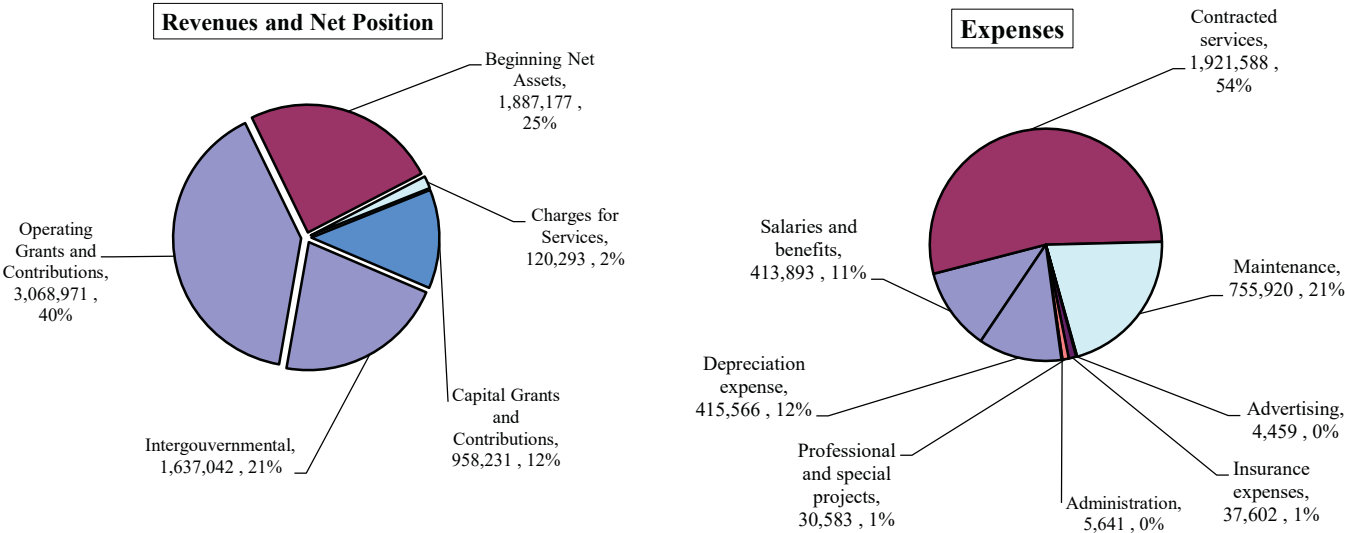 Revenues and Net Position
Beginning Net
Assets,
1,887,177 ,
25%
Charges for
Services,
120,293 , 2%
Capital Grants
and
Contributions,
958,231 , 12%
Intergouvernmental,
1,637,042 , 21%
Operating
Grants and
Contributions,
3,068,971 ,
40%
Expenses
Contracted
services,
1,921,588 ,
54%
Maintenance,
755,920 , 21%
Advertising,
4,459 , 0%
Insurance
expenses,
37,602 , 1%
Administration,
5,641 , 0%
Professional
and special
projects,
30,583 , 1%
Depreciation
expense,
415,566 , 12%
Salaries and
benefits,
413,893 , 11%